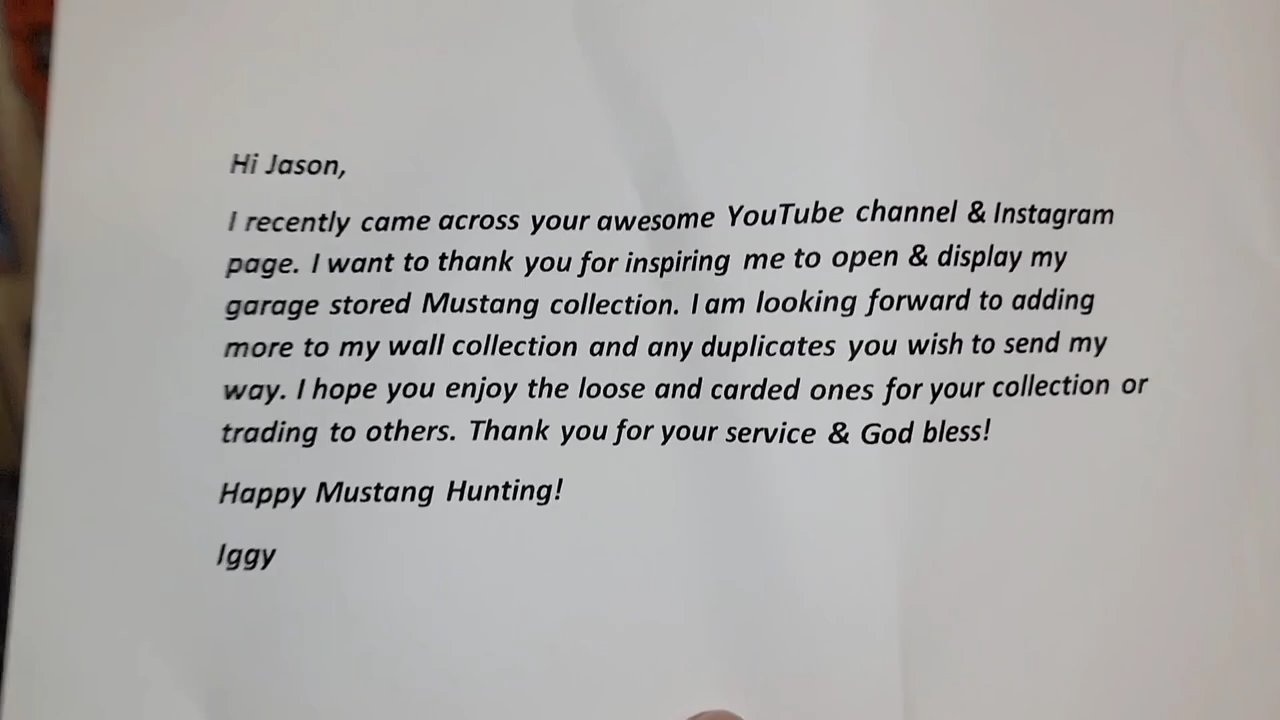 Hi Jason,
I recently came across your awesome YouTube channel & Instagram
page. I want to thank you for inspiring me to open & display my
garage stored Mustang collection. I am looking forward to adding
more to my wall collection and any duplicates you wish to send my
way. I hope you enjoy the loose and carded ones for your collection or
trading to others. Thank you for your service & God bless!
Happy Mustang Hunting!
Iggy